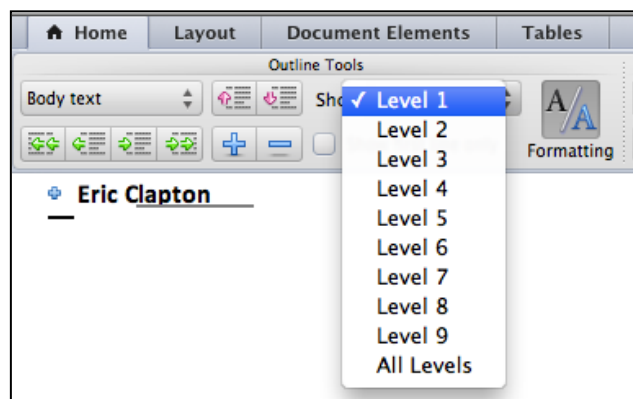 Home Layout Document Elements Tables
Outline Tools
Body text Sho ✓ Level 1
Level 2
Level 3
Level 4
Level 5
Level 6
Level 7
Level 8
Level 9
All Levels
Formatting
Eric Clapton